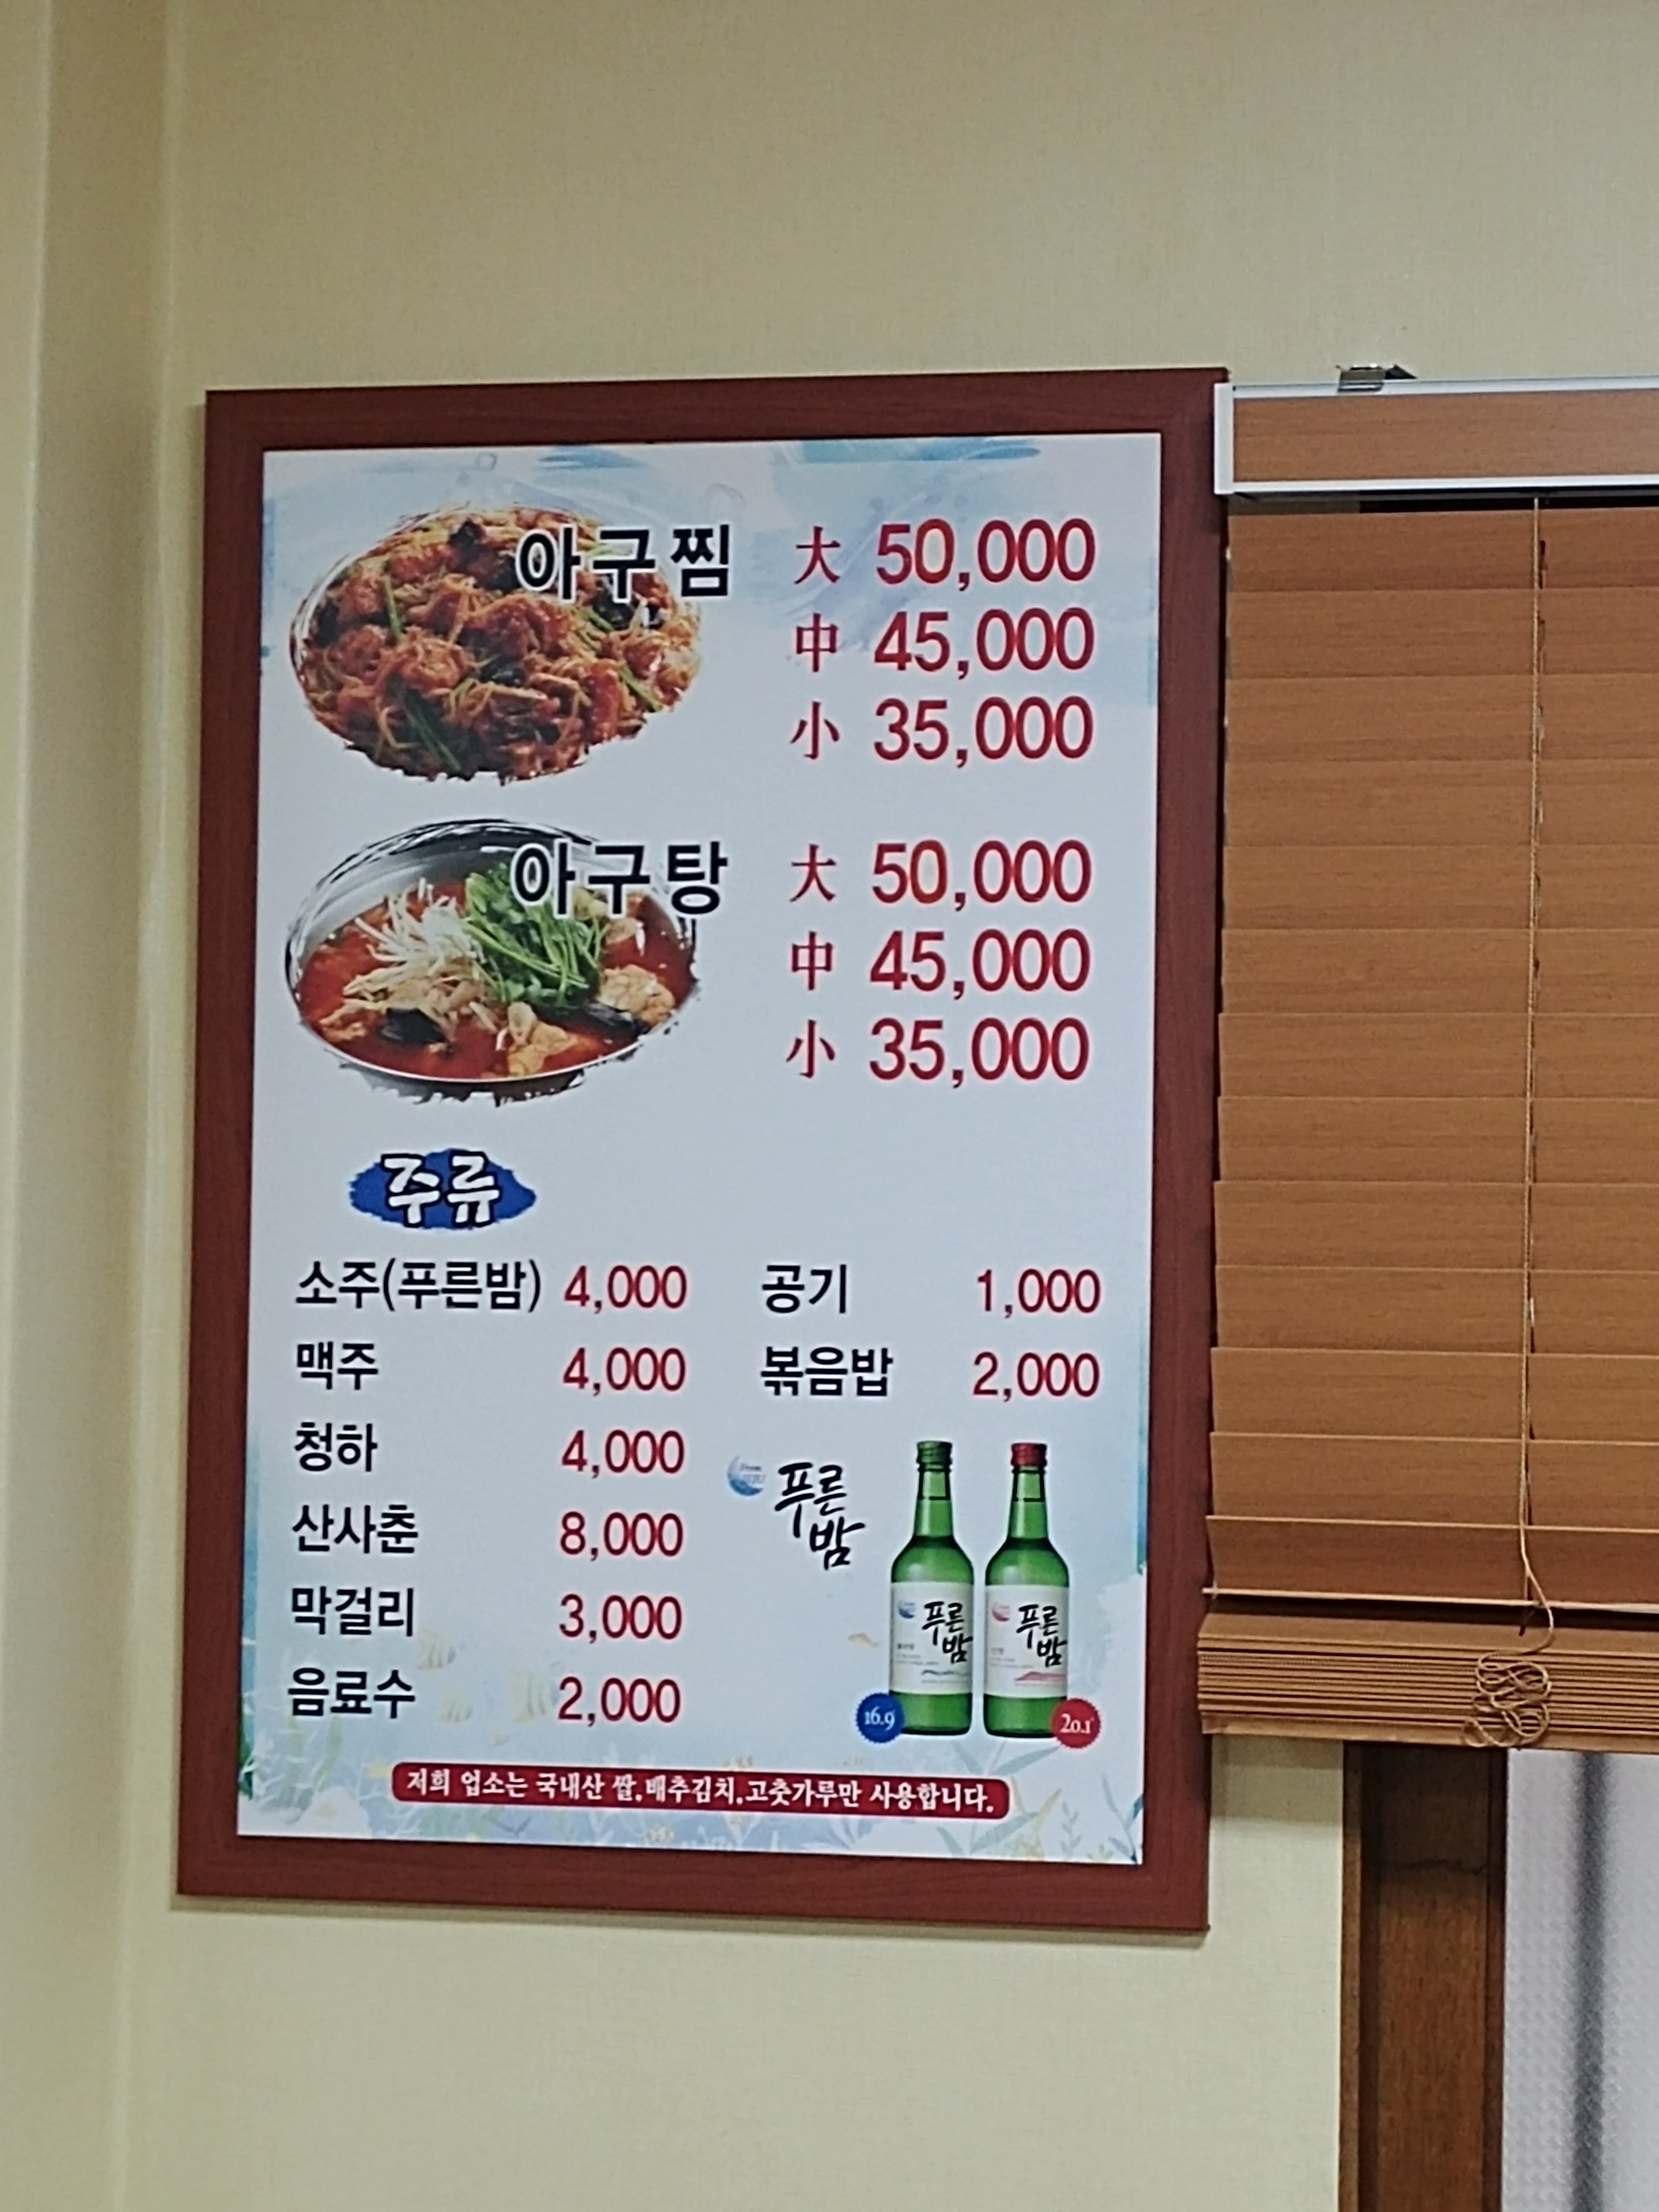 아구찜 大 50,000
中 45,000
小 35,000
아구탕 大 50,000
中 45,000
小 35,000
주류
소주(푸른밤) 4,000
맥주 4,000
청하 4,000
산사춘 8,000
막걸리 3,000
음료수 2,000
공기 1,000
볶음밥 2,000
푸른
밤
푸른
밤
푸른
밤
16.9
20.1
저희 업소는 국내산 쌀,배추김치,고춧가루만 사용합니다.